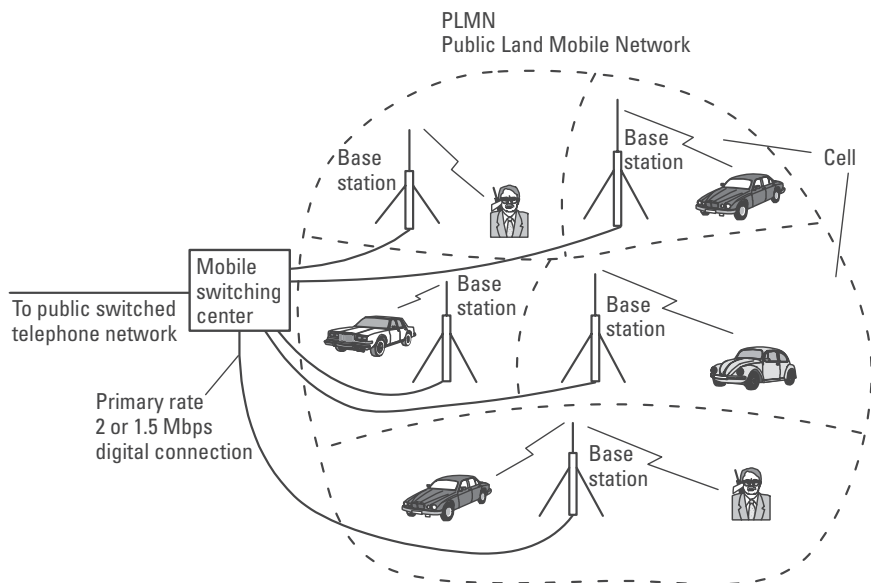 PLMN
Public Land Mobile Network
Base
station
Base
station
Cell
Mobile
switching
center
To public switched
telephone network
Base
station
Base
station
Primary rate
2 or 1.5 Mbps
digital connection
Base
station